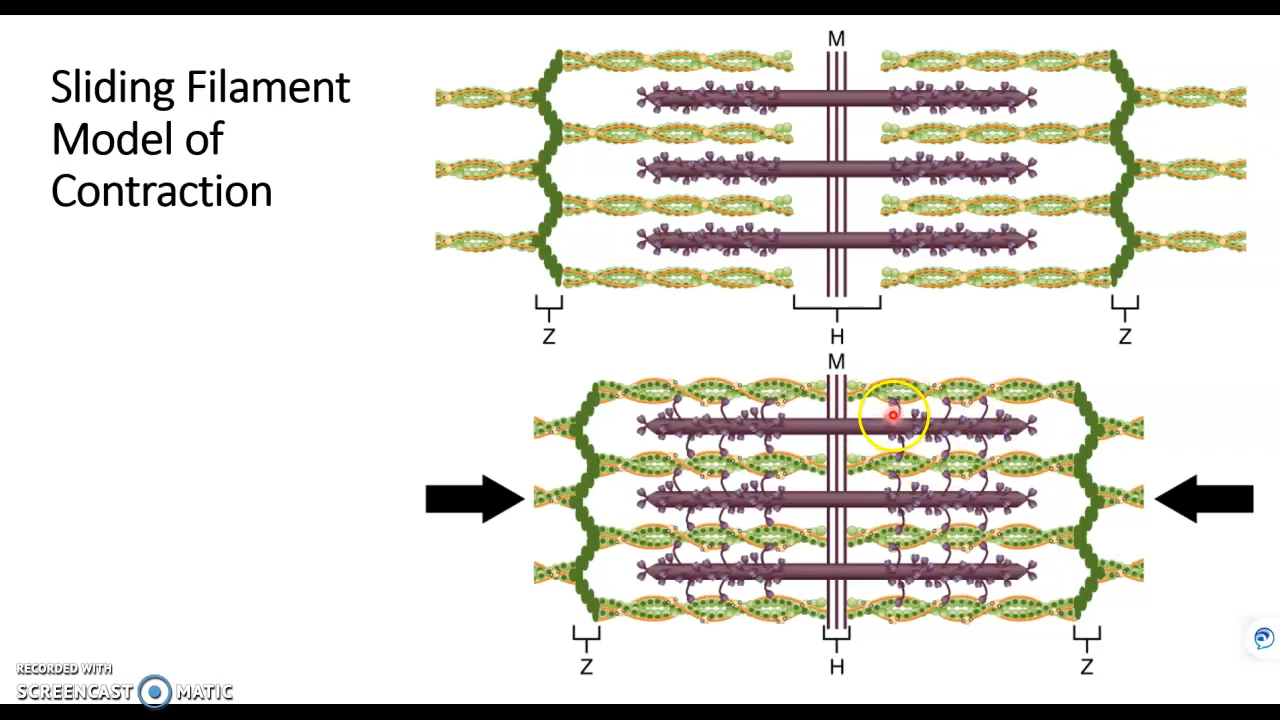 Sliding Filament
Model of
Contraction
M
Z
H
Z
M
Z
H
Z
RECORDED WITH
SCREENCAST MATIC